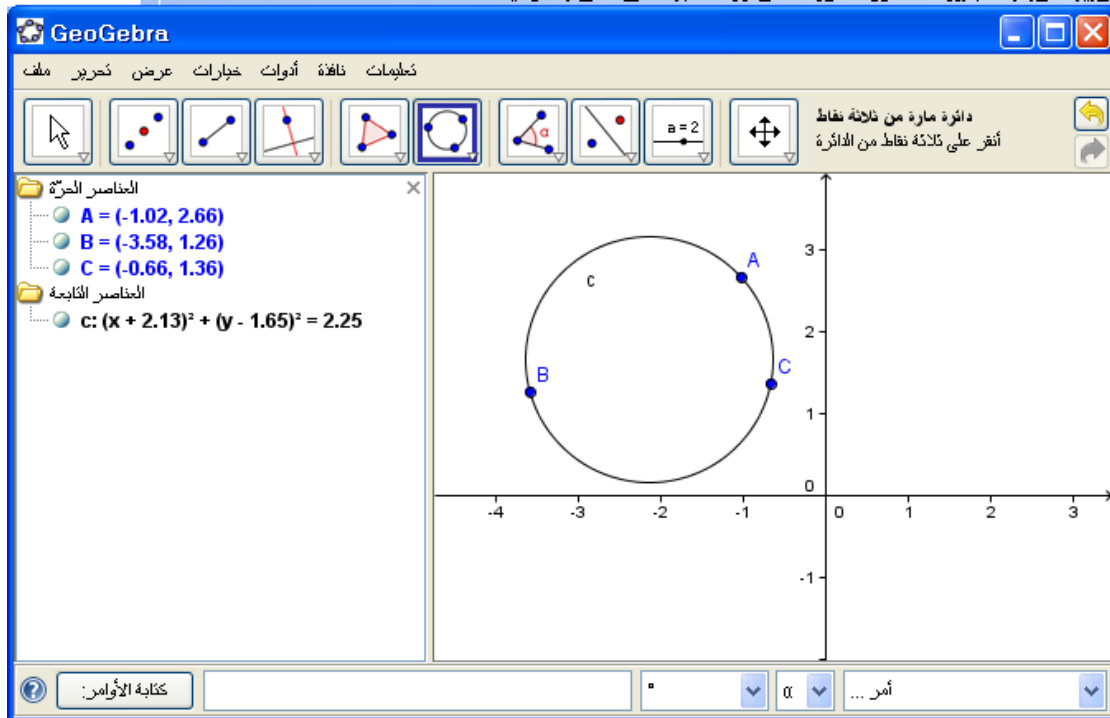 GeoGebra
ملف تحرير عرض خيارات أدوات نافذة تعليمات
a = 2
α
دائرة مارة من ثلاثة نقاط
أنقر على ثلاثة نقاط من الدائرة
العناصر الحرّة
A = (-1.02, 2.66)
B = (-3.58, 1.26)
C = (-0.66, 1.36)
العناصر التابعة
c: (x + 2.13)² + (y - 1.65)² = 2.25
A
B
C
c
3
2
1
0
-1
-4 -3 -2 -1 0 1 2 3
كتابة الأوامر:
°
α
أمر ...